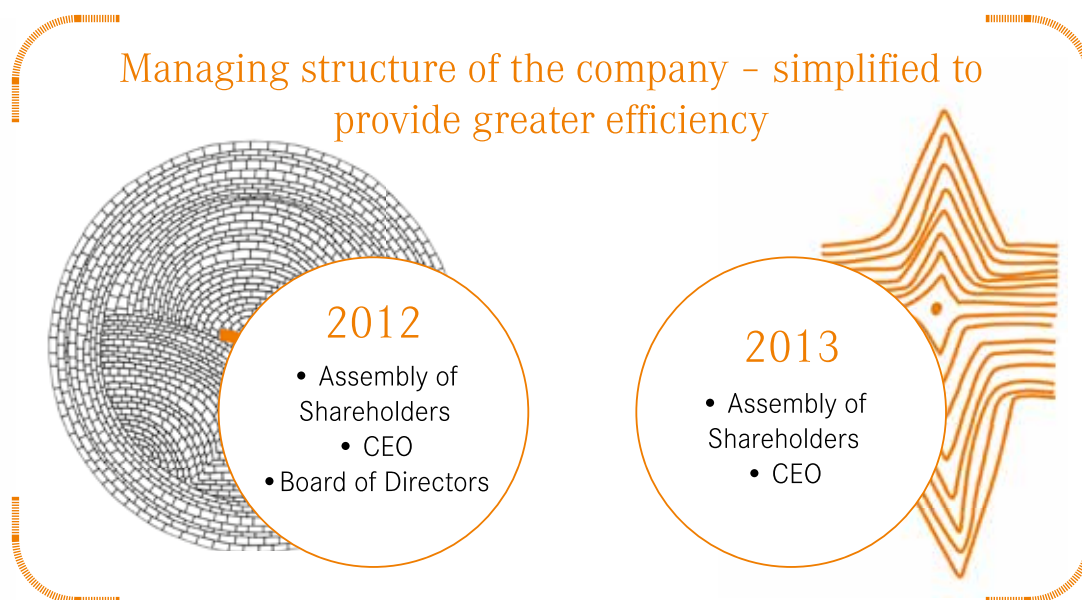 Managing structure of the company – simplified to
provide greater efficiency
2012
• Assembly of
Shareholders
• CEO
•Board of Directors
2013
• Assembly of
Shareholders
• CEO